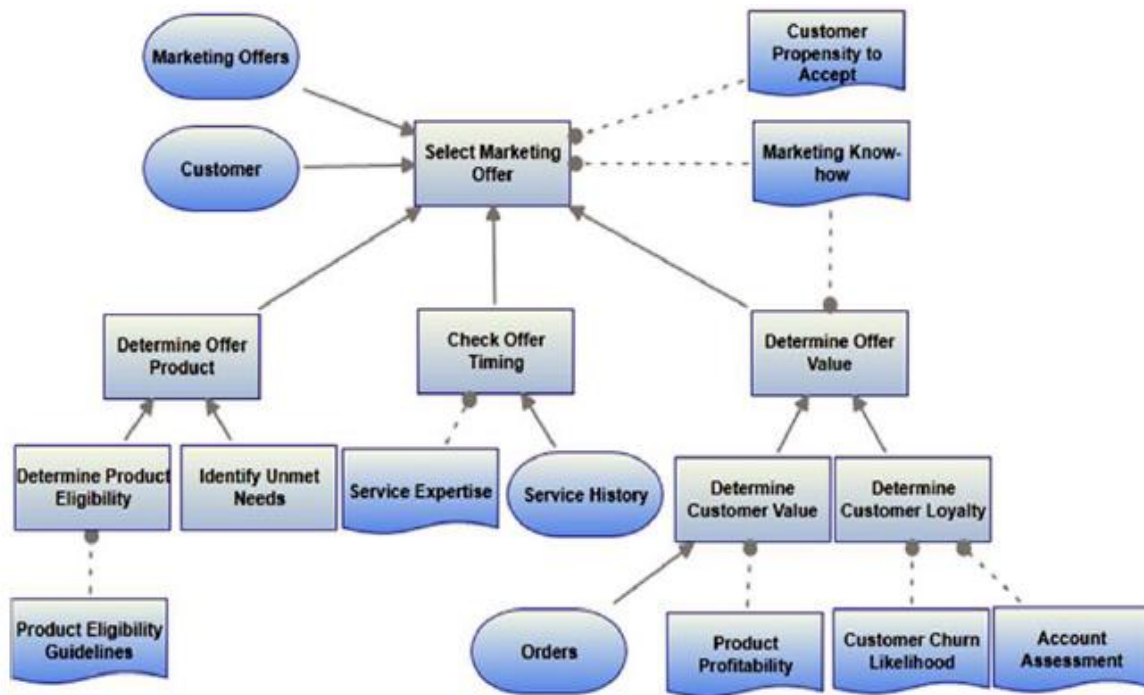 Marketing Offers
Customer
Propensity to
Accept
Customer
Select Marketing
Offer
Marketing Know-
how
Determine Offer
Product
Check Offer
Timing
Determine Offer
Value
Determine Product
Eligibility
Identify Unmet
Needs
Service Expertise
Service History
Determine
Customer Value
Determine
Customer Loyalty
Product Eligibility
Guidelines
Orders
Product
Profitability
Customer Churn
Likelihood
Account
Assessment